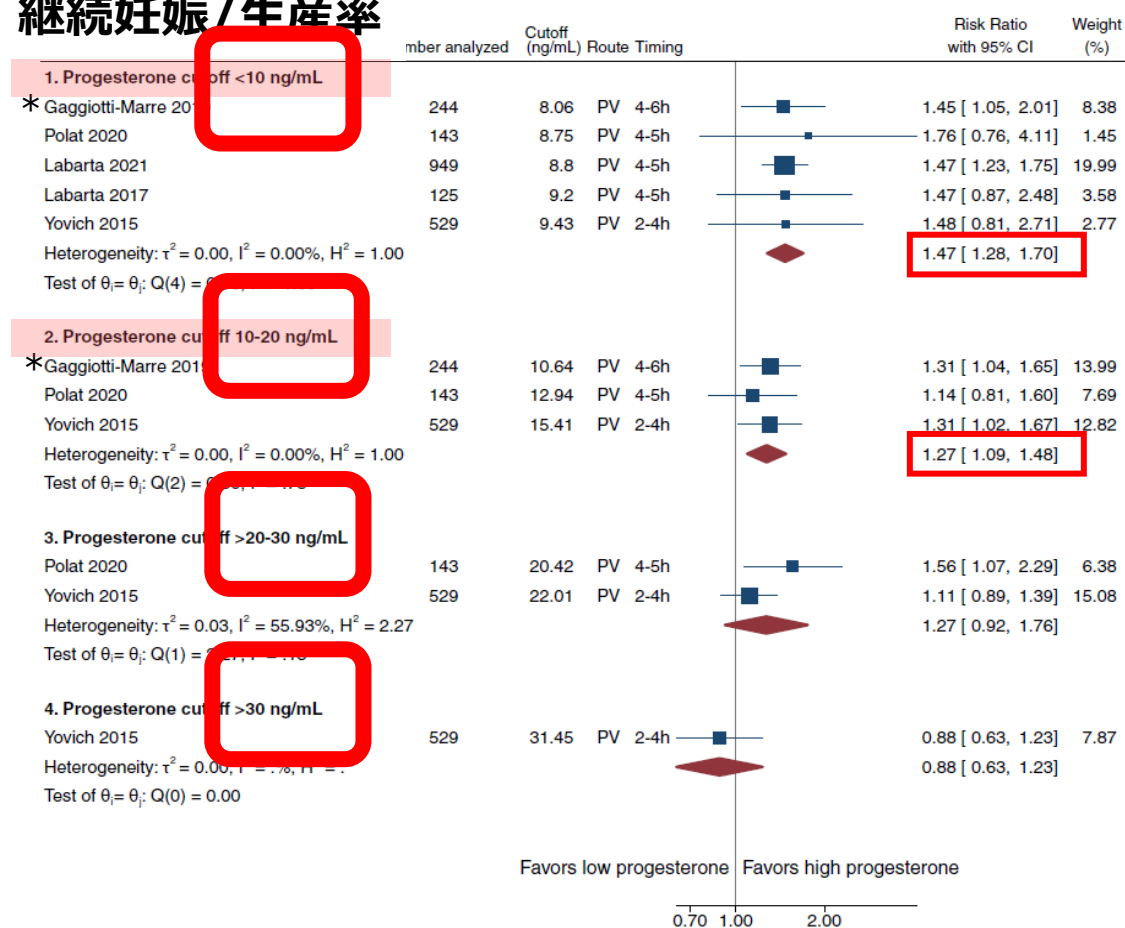 継続妊娠/生産率
mber analyzed Cutoff (ng/mL) Route Timing Risk Ratio with 95% CI Weight (%)
1. Progesterone cutoff <10 ng/mL
*Gaggiotti-Marre 201 244 8.06 PV 4-6h 1.45 [ 1.05, 2.01] 8.38
Polat 2020 143 8.75 PV 4-5h 1.76 [ 0.76, 4.11] 1.45
Labarta 2021 949 8.8 PV 4-5h 1.47 [ 1.23, 1.75] 19.99
Labarta 2017 125 9.2 PV 4-5h 1.47 [ 0.87, 2.48] 3.58
Yovich 2015 529 9.43 PV 2-4h 1.48 [ 0.81, 2.71] 2.77
Heterogeneity: τ² = 0.00, I² = 0.00%, H² = 1.00 1.47 [ 1.28, 1.70]
Test of θᵢ= θⱼ: Q(4) =
2. Progesterone cutoff 10-20 ng/mL
*Gaggiotti-Marre 2019 244 10.64 PV 4-6h 1.31 [ 1.04, 1.65] 13.99
Polat 2020 143 12.94 PV 4-5h 1.14 [ 0.81, 1.60] 7.69
Yovich 2015 529 15.41 PV 2-4h 1.31 [ 1.02, 1.67] 12.82
Heterogeneity: τ² = 0.00, I² = 0.00%, H² = 1.00 1.27 [ 1.09, 1.48]
Test of θᵢ= θⱼ: Q(2) =
3. Progesterone cutoff >20-30 ng/mL
Polat 2020 143 20.42 PV 4-5h 1.56 [ 1.07, 2.29] 6.38
Yovich 2015 529 22.01 PV 2-4h 1.11 [ 0.89, 1.39] 15.08
Heterogeneity: τ² = 0.03, I² = 55.93%, H² = 2.27 1.27 [ 0.92, 1.76]
Test of θᵢ= θⱼ: Q(1) =
4. Progesterone cutoff >30 ng/mL
Yovich 2015 529 31.45 PV 2-4h 0.88 [ 0.63, 1.23] 7.87
Heterogeneity: τ² = 0.00, I² = .%, H² = . 0.88 [ 0.63, 1.23]
Test of θᵢ= θⱼ: Q(0) = 0.00
Favors low progesterone Favors high progesterone
0.70 1.00 2.00